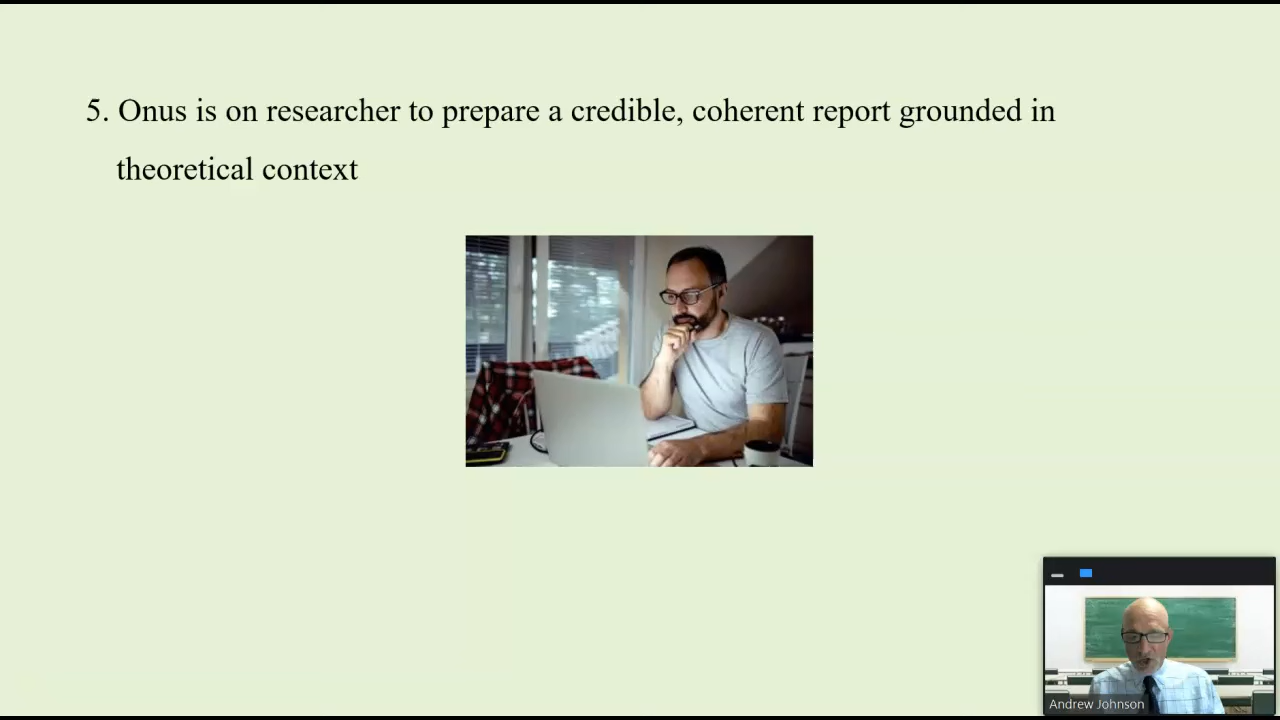 5. Onus is on researcher to prepare a credible, coherent report grounded in
theoretical context
Andrew Johnson